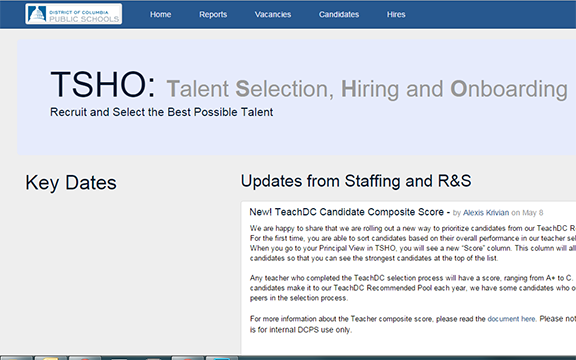 DISTRICT OF COLUMBIA
PUBLIC SCHOOLS
Home Reports Vacancies Candidates Hires
TSHO: Talent Selection, Hiring and Onboarding
Recruit and Select the Best Possible Talent
Key Dates
Updates from Staffing and R&S
New! TeachDC Candidate Composite Score - by Alexis Krivian on May 8
We are happy to share that we are rolling out a new way to prioritize candidates from our TeachDC R
For the first time, you are able to sort candidates based on their overall performance in our teacher sel
When you go to your Principal View in TSHO, you will see a new "Score" column. This column will all
candidates so that you can see the strongest candidates at the top of the list.
Any teacher who completed the TeachDC selection process will have a score, ranging from A+ to C.
candidates make it to our TeachDC Recommended Pool each year, we have some candidates who o
peers in the selection process.
For more information about the Teacher composite score, please read the document here. Please not
is for internal DCPS use only.